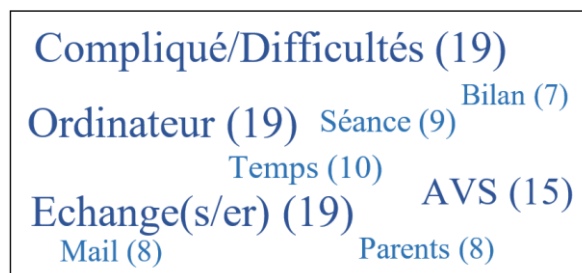 Compliqué/Difficultés (19)
Bilan (7)
Ordinateur (19) Séance (9)
Temps (10)
AVS (15)
Echange(s/er) (19)
Mail (8) Parents (8)